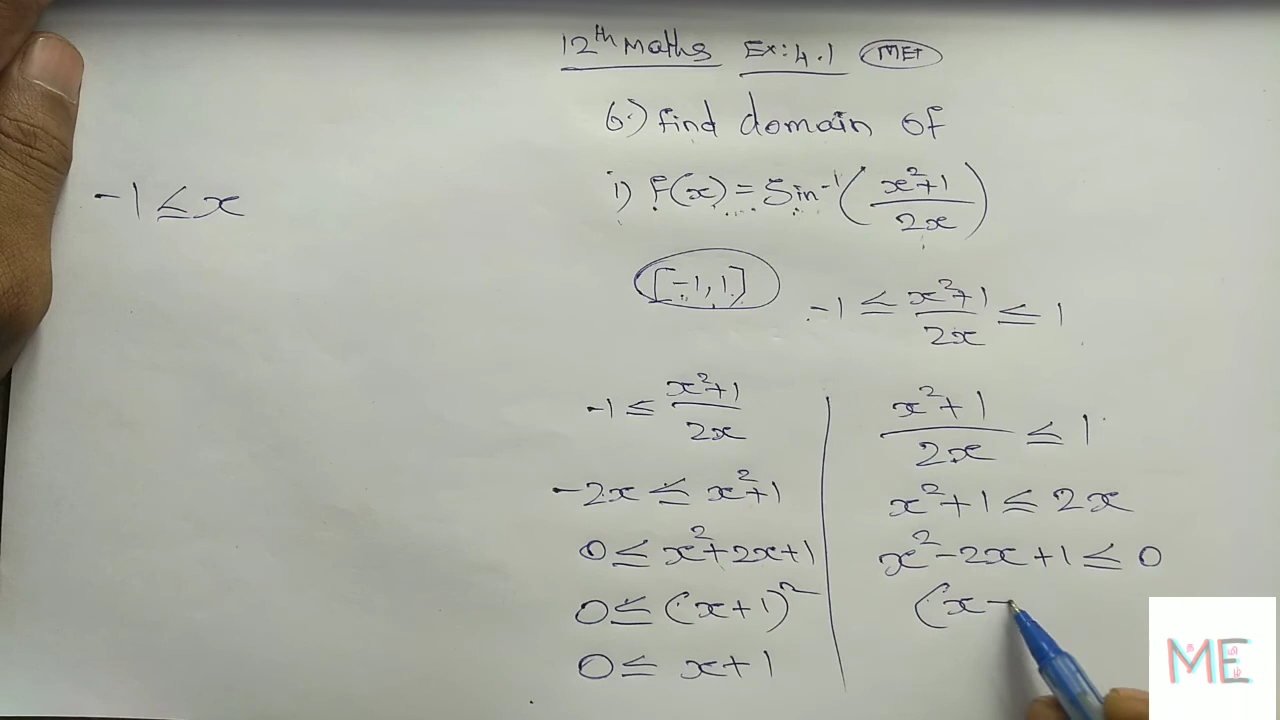 12th Maths Ex: 4.1 MET
6.) find domain of
i) f(x) = Sin⁻¹(x²+1/2x)
[-1, 1]
-1 ≤ x²+1/2x ≤ 1
-1 ≤ x²+1/2x
-2x ≤ x²+1
0 ≤ x²+2x+1
0 ≤ (x+1)²
0 ≤ x+1
-1 ≤ x
x²+1/2x ≤ 1
x²+1 ≤ 2x
x²-2x+1 ≤ 0
(x-
ME